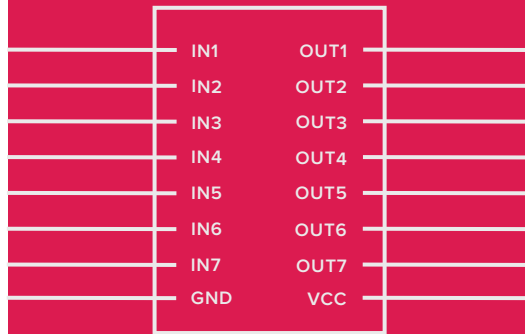 IN1 OUT1
IN2 OUT2
IN3 OUT3
IN4 OUT4
IN5 OUT5
IN6 OUT6
IN7 OUT7
GND VCC